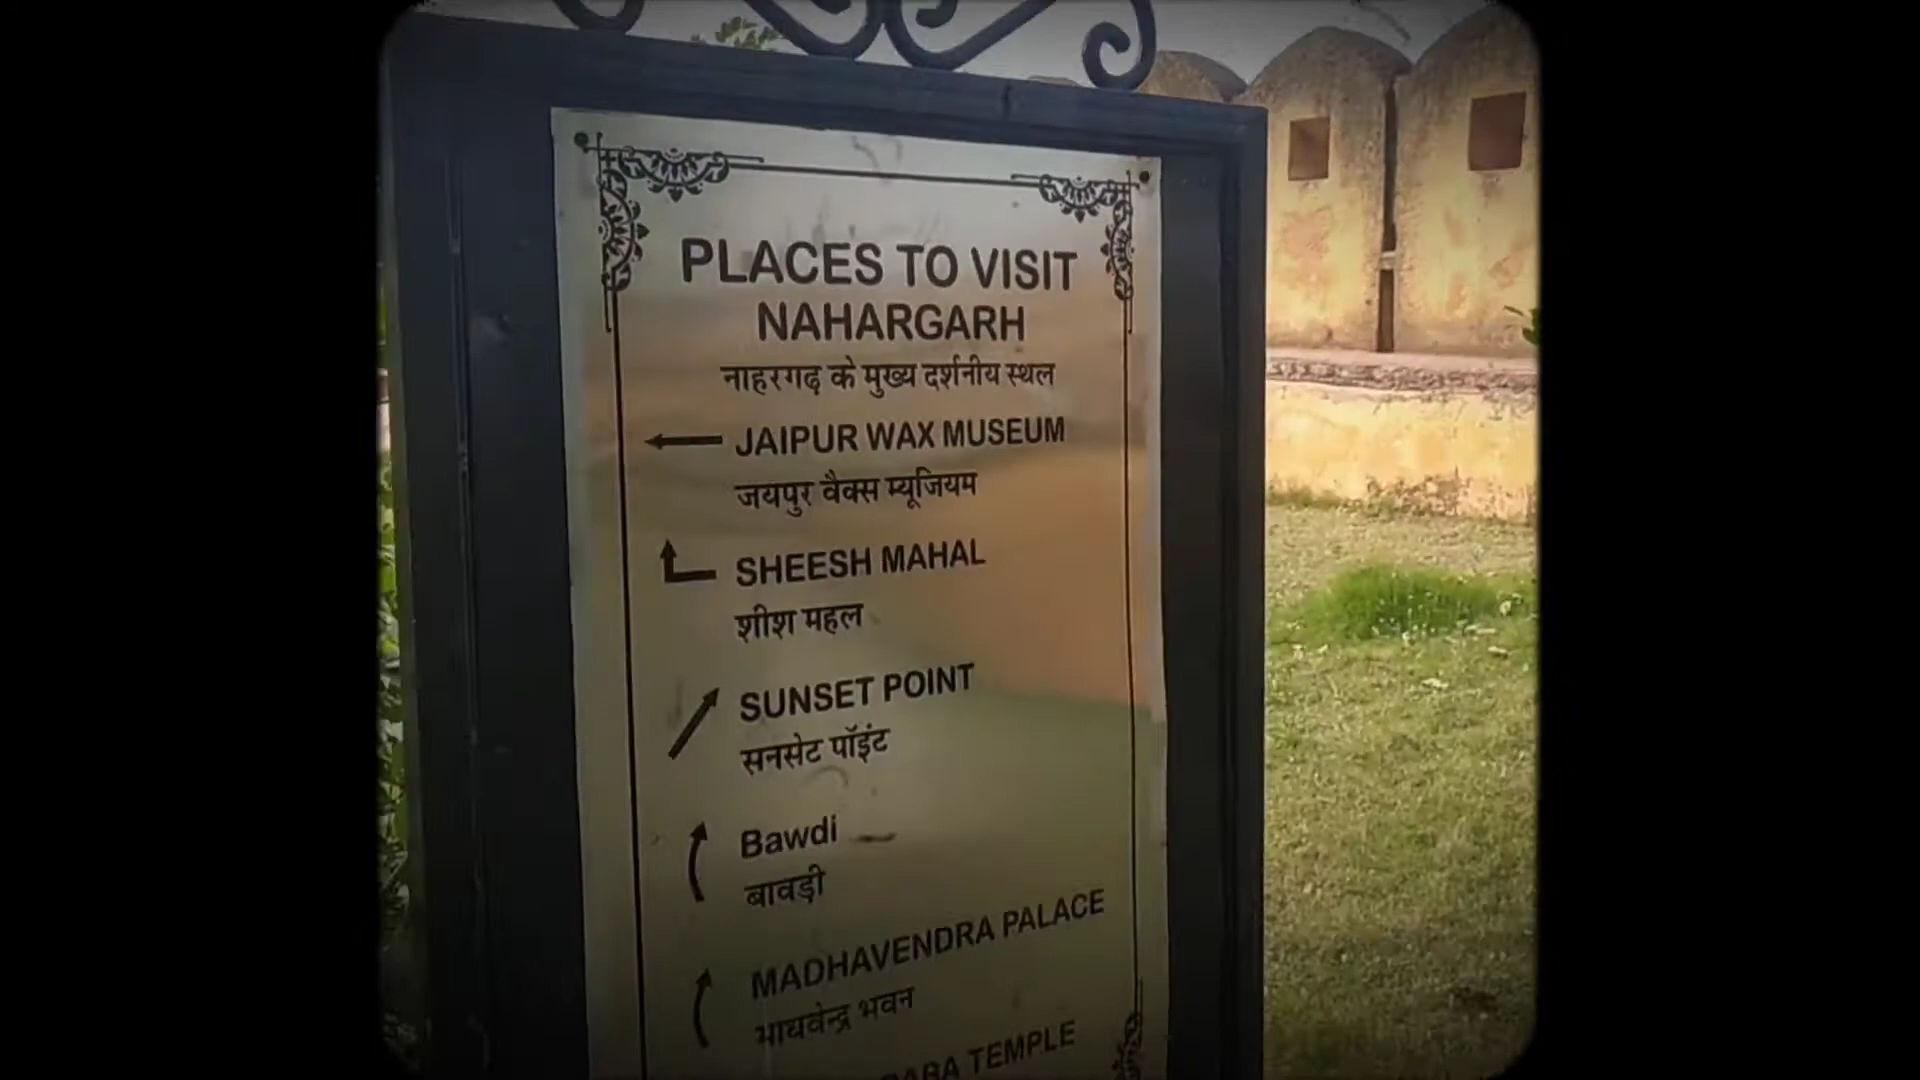 PLACES TO VISIT
NAHARGARH
नाहरगढ़ के मुख्य दर्शनीय स्थल
JAIPUR WAX MUSEUM
जयपुर वैक्स म्यूजियम
SHEESH MAHAL
शीश महल
SUNSET POINT
सनसेट पॉइंट
Bawdi
बावड़ी
MADHAVENDRA PALACE
माधवेन्द्र भवन
TEMPLE